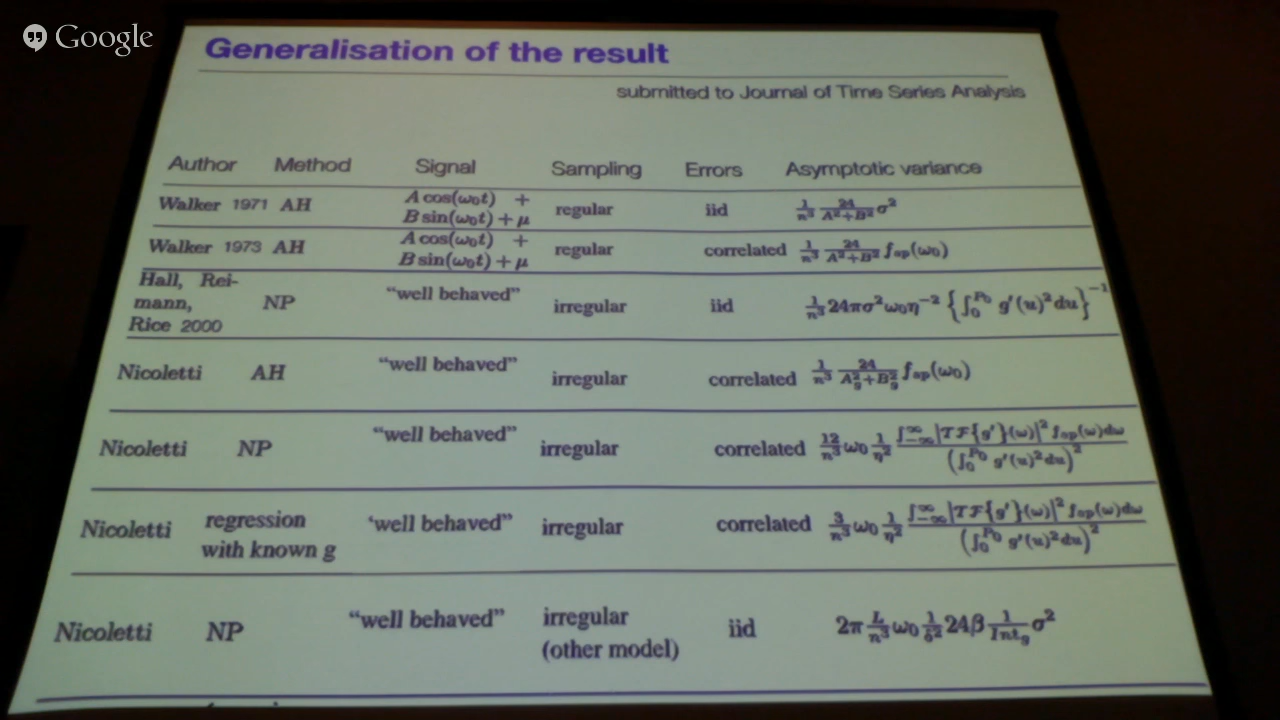 Google
Generalisation of the result
submitted to Journal of Time Series Analysis
Author Method Signal Sampling Errors Asymptotic variance
Walker 1971 AH A cos(ω₀t) + B sin(ω₀t) + μ regular iid 1/n³ 24/(A²+B²) σ²
Walker 1973 AH A cos(ω₀t) + B sin(ω₀t) + μ regular correlated 1/n³ 24/(A²+B²) f_ap(ω₀)
Hall, Rei-
mann,
Rice 2000 NP "well behaved" irregular iid 1/n³ 24πσ²ω₀η⁻² {∫₀^P₀ g′(u)²du}⁻¹
Nicoletti AH "well behaved" irregular correlated 1/n³ 24/(A_g²+B_g²) f_ap(ω₀)
Nicoletti NP "well behaved" irregular correlated 12/n³ ω₀ 1/η² ∫_{-∞}^∞ |TF{g′}(ω)|² f_ap(ω)dω / (∫₀^P₀ g′(u)²du)²
Nicoletti regression
with known g 'well behaved" irregular correlated 3/n³ ω₀ 1/η² ∫_{-∞}^∞ |TF{g′}(ω)|² f_ap(ω)dω / (∫₀^P₀ g′(u)²du)²
Nicoletti NP "well behaved" irregular
(other model) iid 2π L/n³ ω₀ 1/δ² 24β 1/Int_g σ²